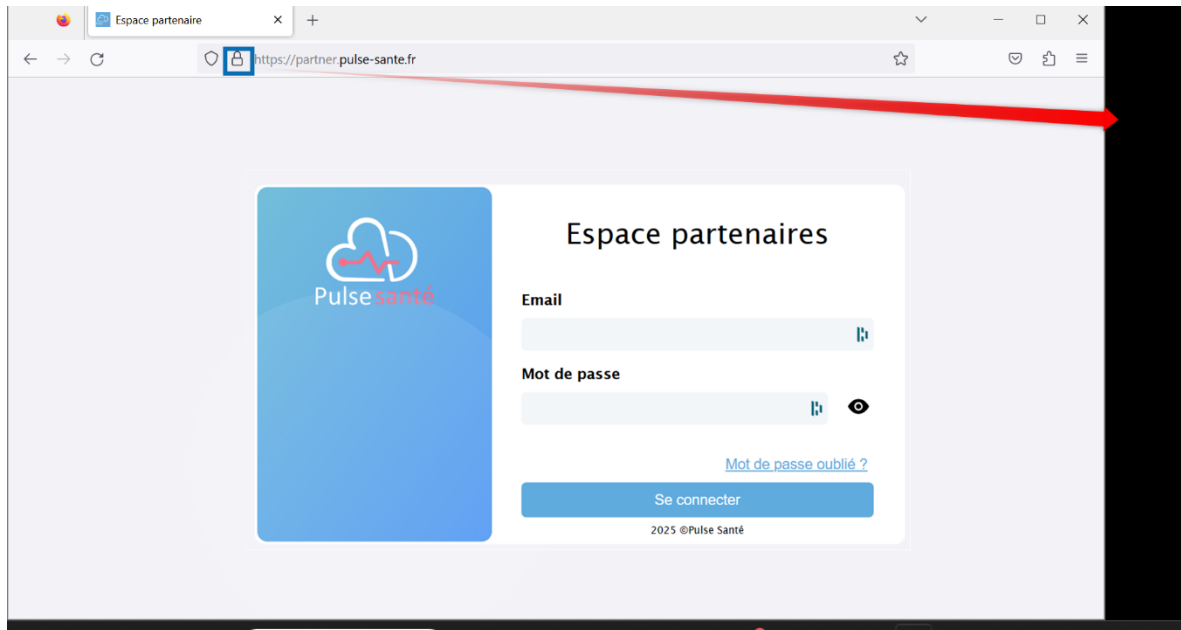 Espace partenaire
https://partner.pulse-sante.fr
Pulse santé
Espace partenaires
Email
Mot de passe
Mot de passe oublié ?
Se connecter
2025 ©Pulse Santé